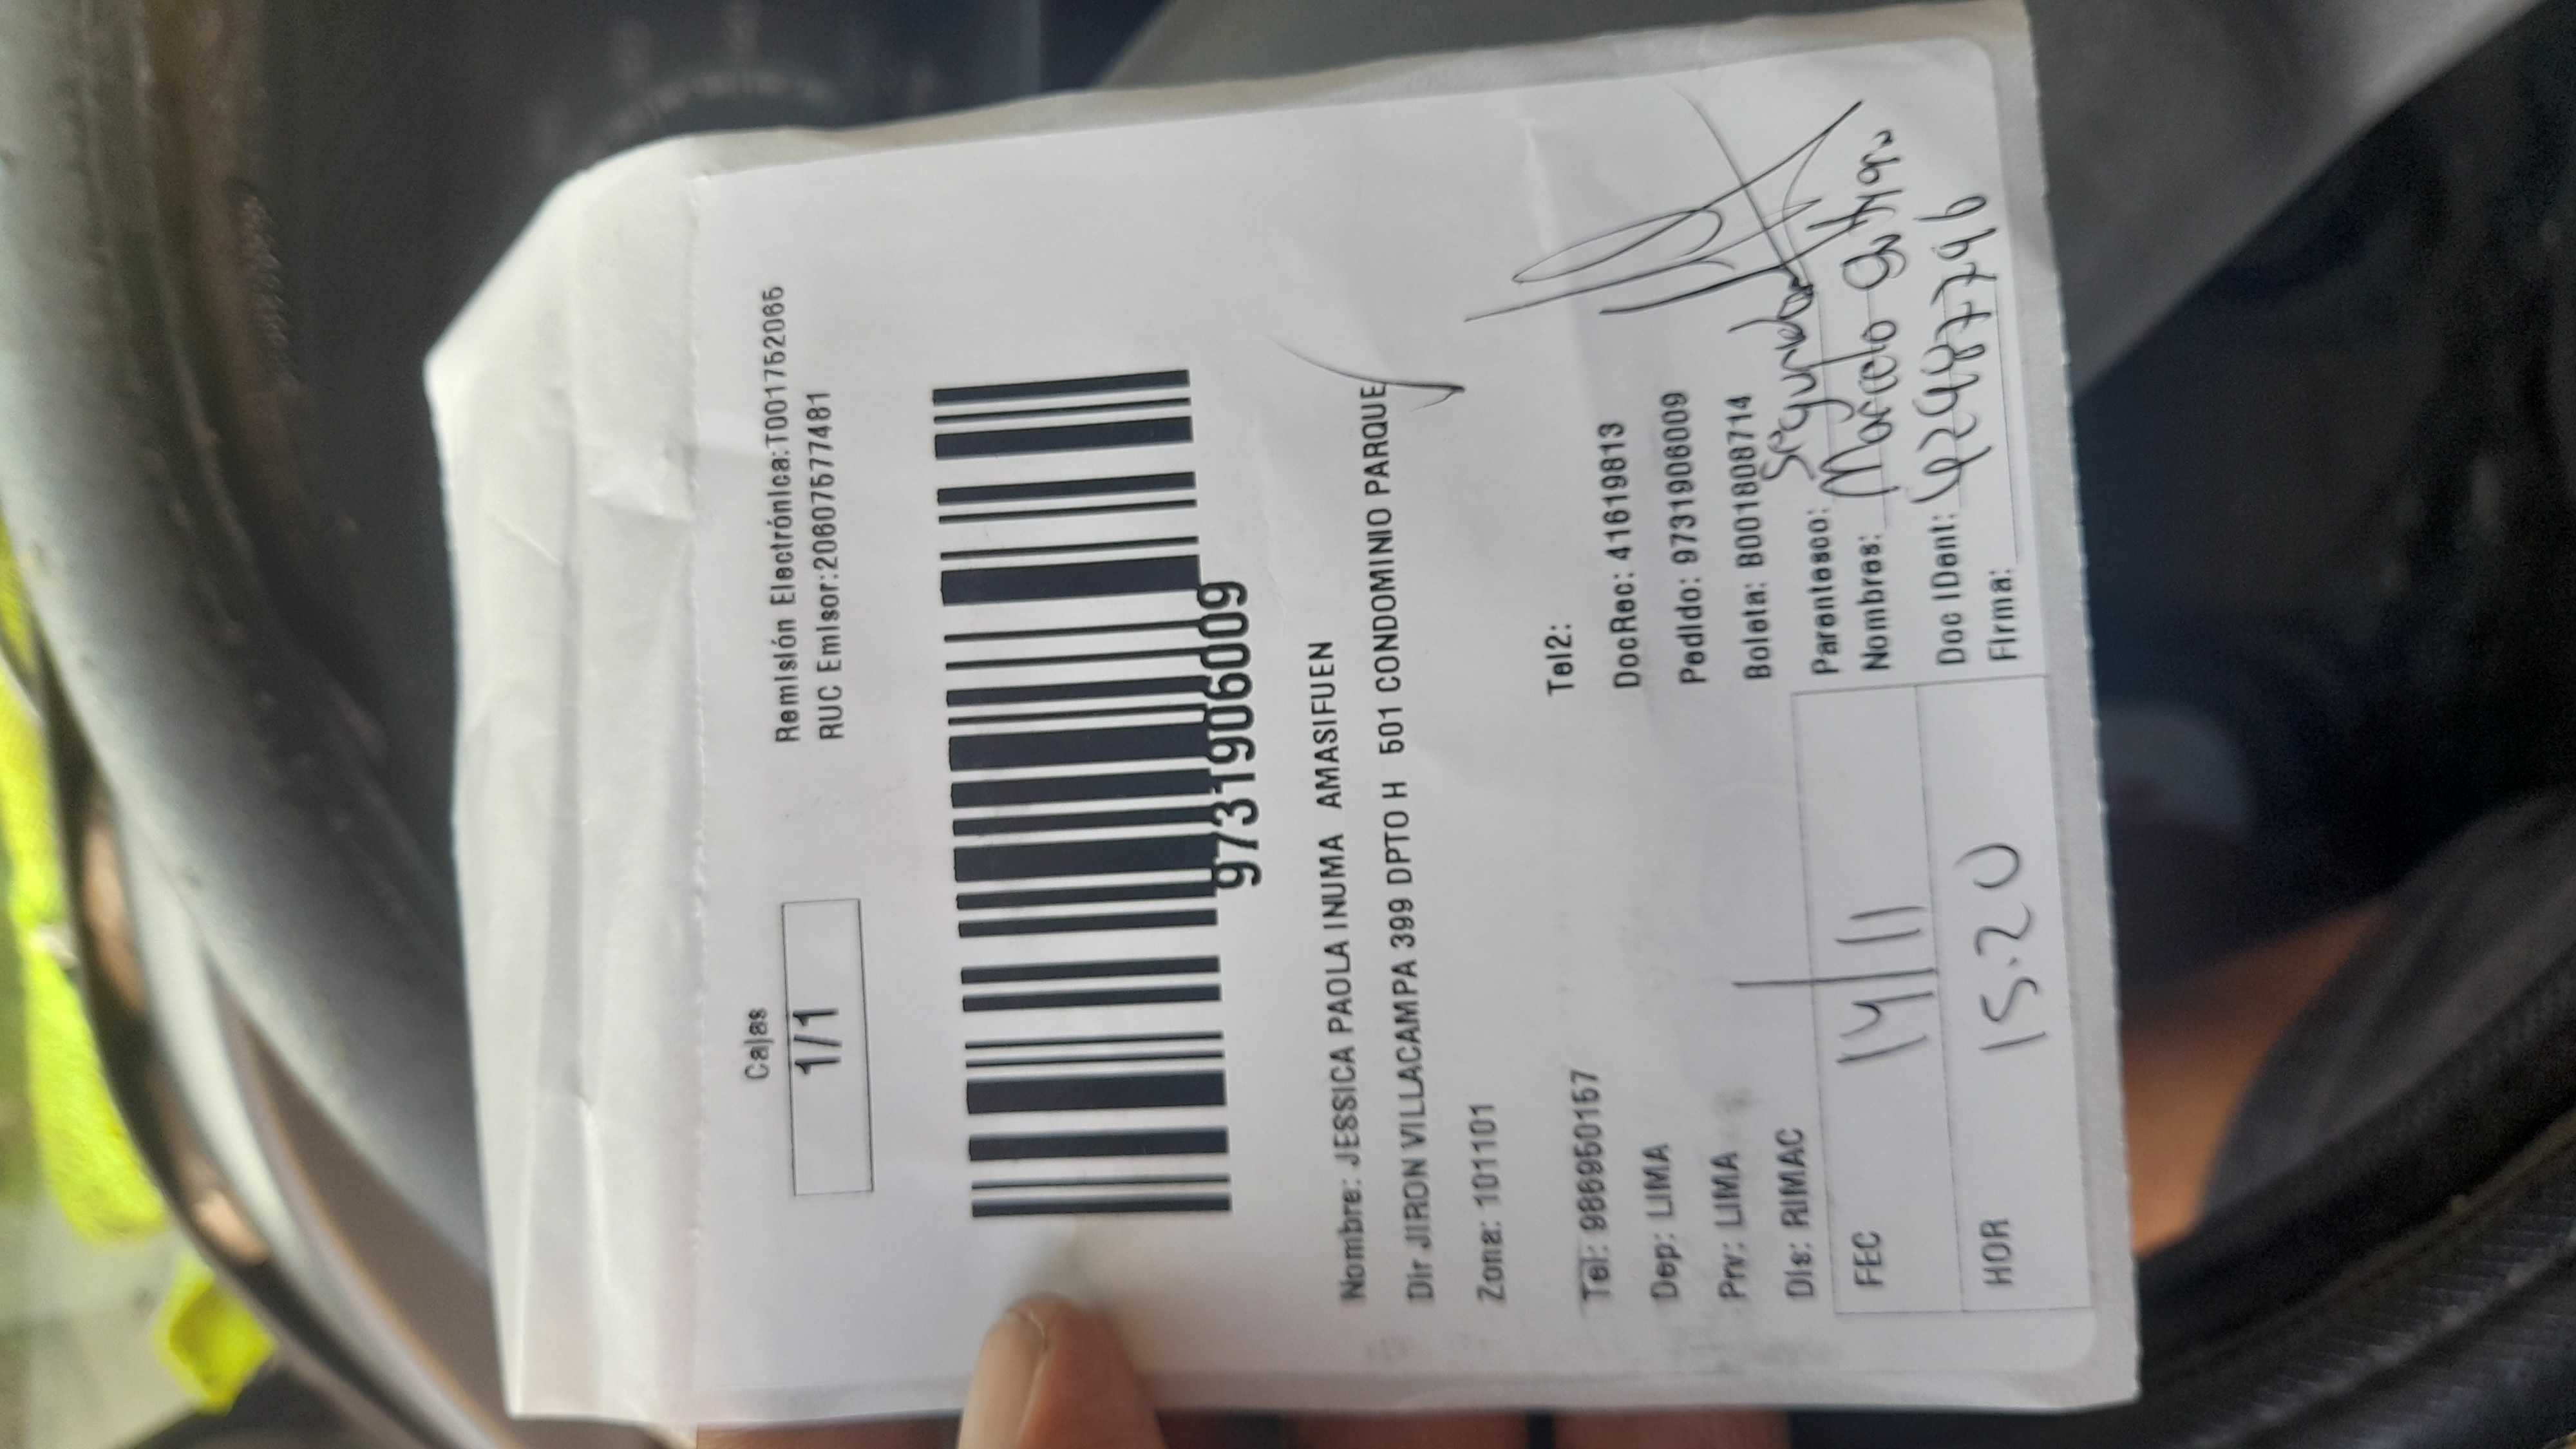 Cajas
1/1
Remisión Electrónica:T001752065
RUC Emisor:20607577481
9731906009
Nombre: JESSICA PAOLA INUMA AMASIFUEN
Dir JIRON VILLACAMPA 399 DPTO H 501 CONDOMINIO PARQUE
Zona: 101101
Tel: 986950157 Tel2:
Dep: LIMA DocRec: 41619813
Prv: LIMA Pedido: 9731906009
Dis: RIMAC Boleta: B001808714
FEC 14/11
HOR 15.20
Parentesco: Seguridad
Nombres: Marcelo
Doc IDent:
Firma: